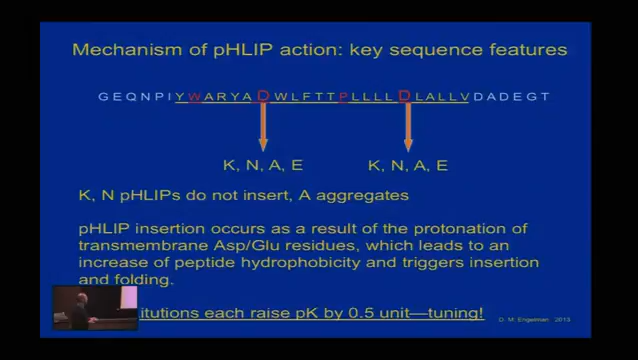 Mechanism of pHLIP action: key sequence features
G E Q N P I Y W A R Y A D W L F T T P L L L L D L A L L V D A D E G T
K, N, A, E K, N, A, E
K, N pHLIPs do not insert, A aggregates
pHLIP insertion occurs as a result of the protonation of
transmembrane Asp/Glu residues, which leads to an
increase of peptide hydrophobicity and triggers insertion
and folding.
itutions each raise pK by 0.5 unit—tuning!
D. M. Engelman 2013